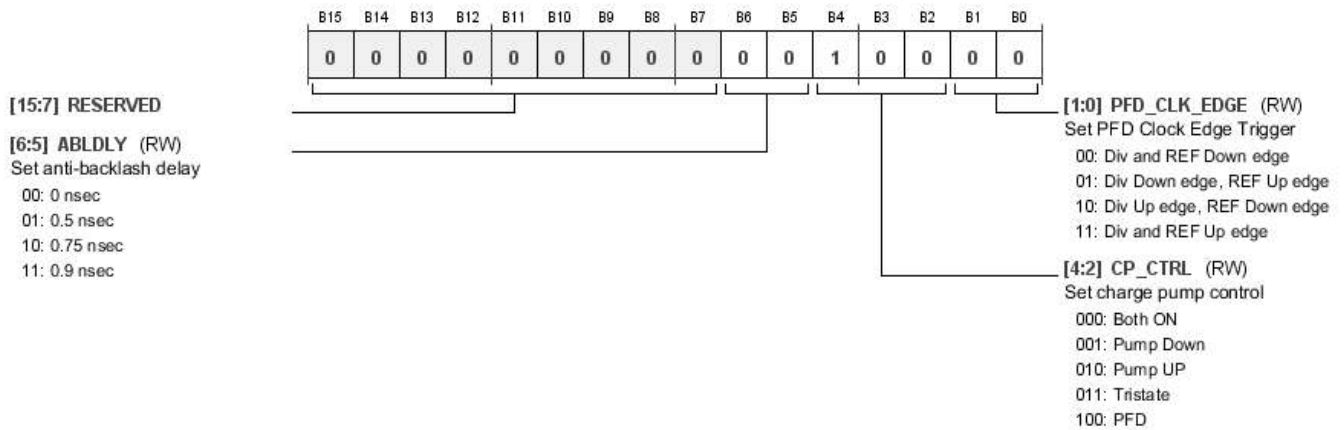 B15 B14 B13 B12 B11 B10 B9 B8 B7 B6 B5 B4 B3 B2 B1 B0
0 0 0 0 0 0 0 0 0 0 0 1 0 0 0 0
[15:7] RESERVED
[6:5] ABLDLY (RW)
Set anti-backlash delay
00: 0 nsec
01: 0.5 nsec
10: 0.75 nsec
11: 0.9 nsec
[1:0] PFD_CLK_EDGE (RW)
Set PFD Clock Edge Trigger
00: Div and REF Down edge
01: Div Down edge, REF Up edge
10: Div Up edge, REF Down edge
11: Div and REF Up edge
[4:2] CP_CTRL (RW)
Set charge pump control
000: Both ON
001: Pump Down
010: Pump UP
011: Tristate
100: PFD